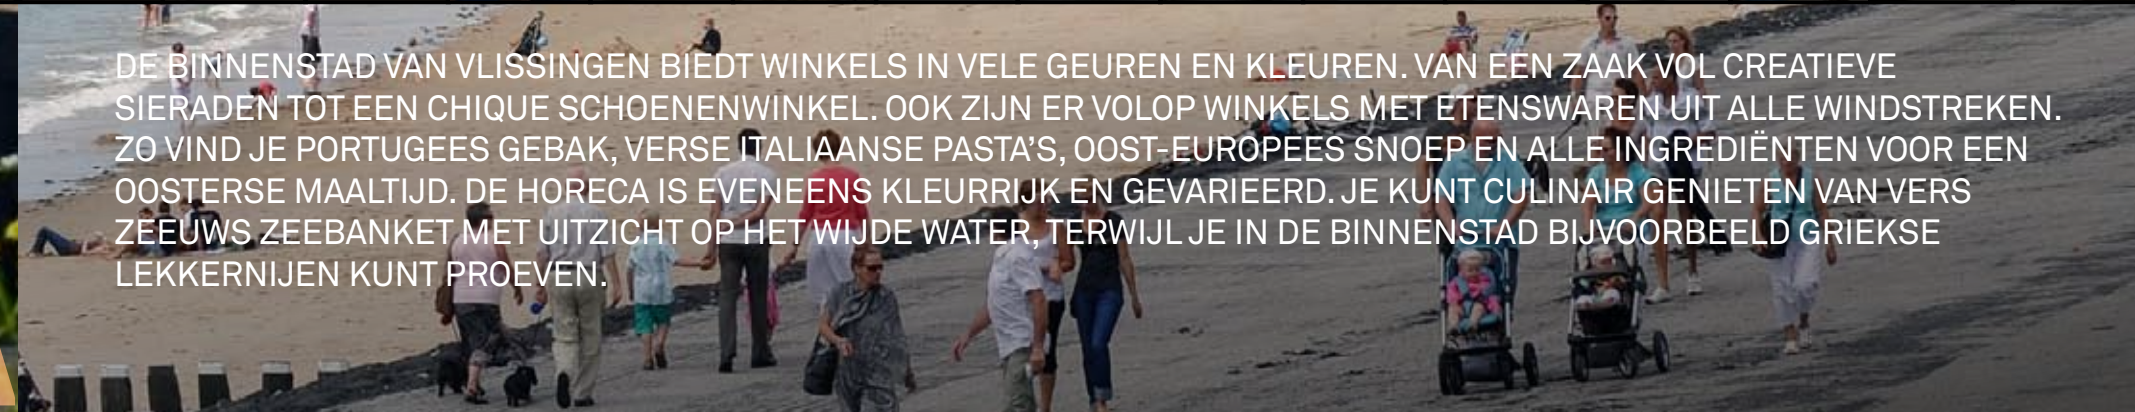 DE BINNENSTAD VAN VLISSINGEN BIEDT WINKELS IN VELE GEUREN EN KLEUREN. VAN EEN ZAAK VOL CREATIEVE
SIERADEN TOT EEN CHIQUE SCHOENENWINKEL. OOK ZIJN ER VOLOP WINKELS MET ETENSWAREN UIT ALLE WINDSTREKEN.
ZO VIND JE PORTUGEES GEBAK, VERSE ITALIAANSE PASTA'S, OOST-EUROPEES SNOEP EN ALLE INGREDIËNTEN VOOR EEN
OOSTERSE MAALTIJD. DE HORECA IS EVENEENS KLEURRIJK EN GEVARIEERD. JE KUNT CULINAIR GENIETEN VAN VERS
ZEEUWS ZEEBANKET MET UITZICHT OP HET WIJDE WATER, TERWIJL JE IN DE BINNENSTAD BIJVOORBEELD GRIEKSE
LEKKERNIJEN KUNT PROEVEN.